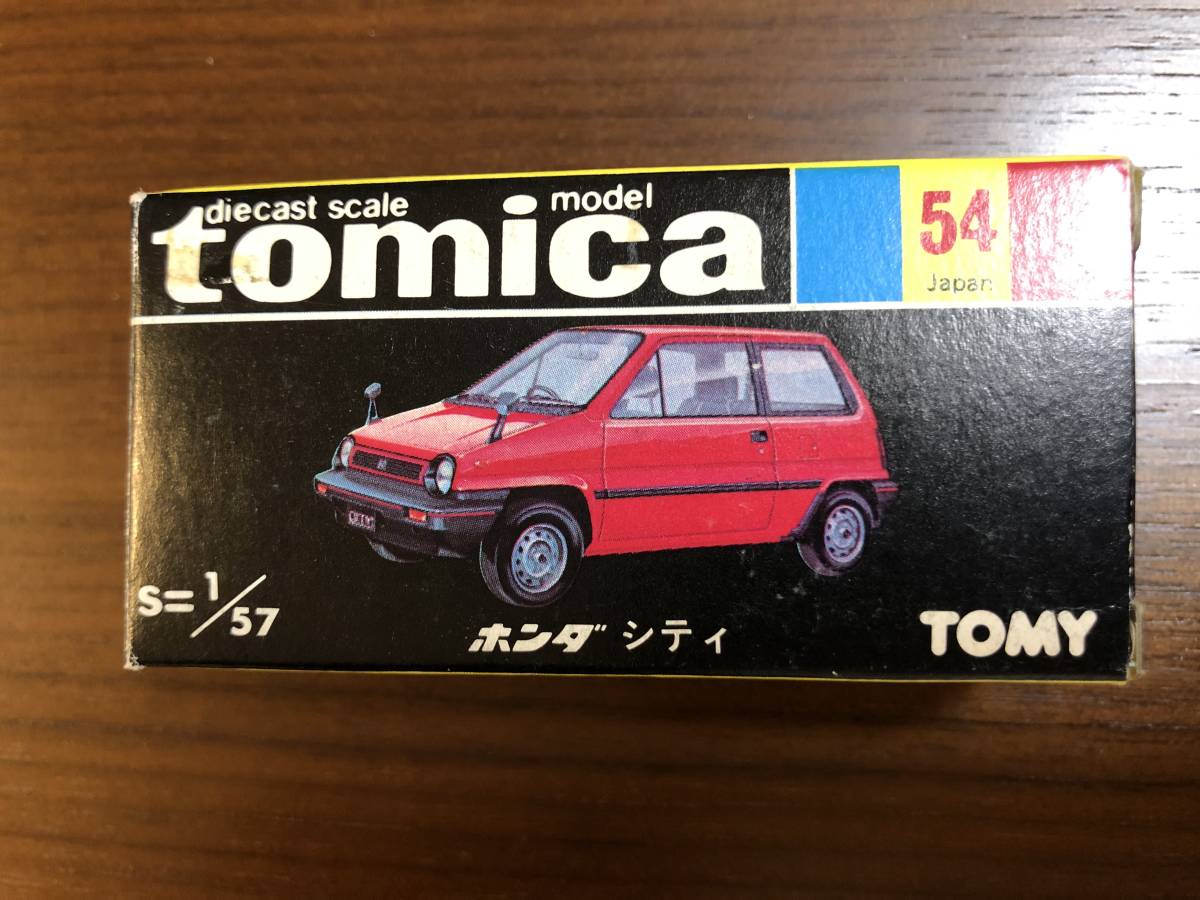 diecast scale model
tomica
54
Japan
S=1/57
ホンダ シティ
TOMY